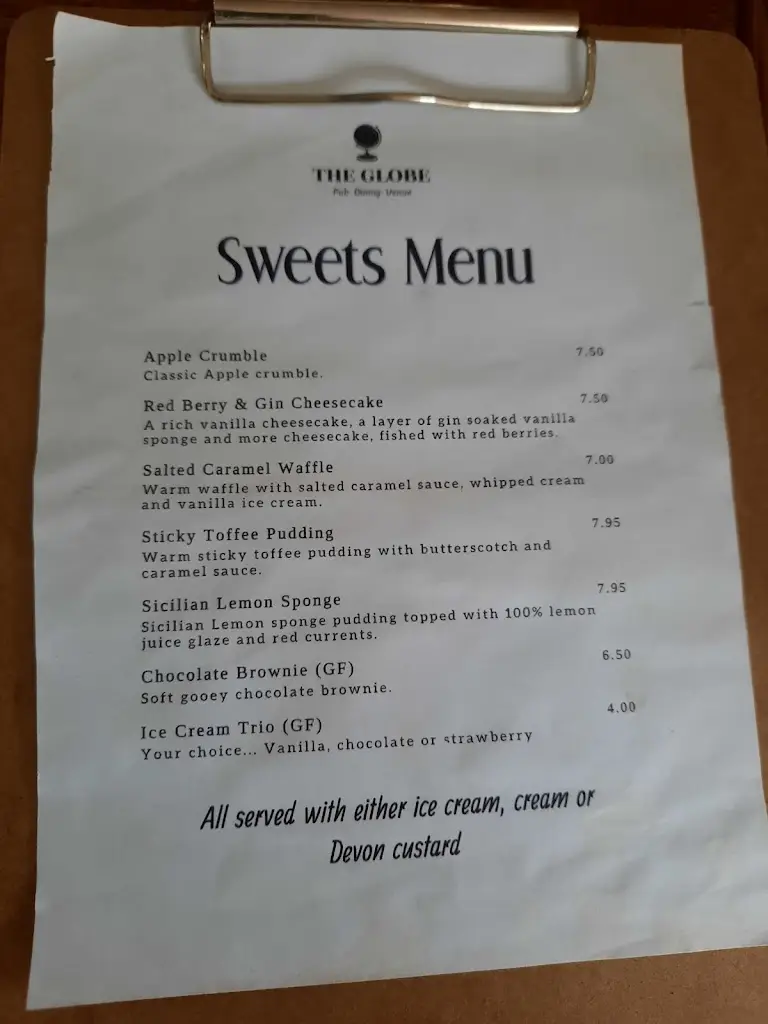 THE GLOBE
Pub Dining Venue
Sweets Menu
Apple Crumble 7.50
Classic Apple crumble.
Red Berry & Gin Cheesecake 7.50
A rich vanilla cheesecake, a layer of gin soaked vanilla
sponge and more cheesecake, fished with red berries.
Salted Caramel Waffle 7.00
Warm waffle with salted caramel sauce, whipped cream
and vanilla ice cream.
Sticky Toffee Pudding 7.95
Warm sticky toffee pudding with butterscotch and
caramel sauce.
Sicilian Lemon Sponge 7.95
Sicilian Lemon sponge pudding topped with 100% lemon
juice glaze and red currents.
Chocolate Brownie (GF) 6.50
Soft gooey chocolate brownie.
Ice Cream Trio (GF) 4.00
Your choice... Vanilla, chocolate or strawberry
All served with either ice cream, cream or
Devon custard